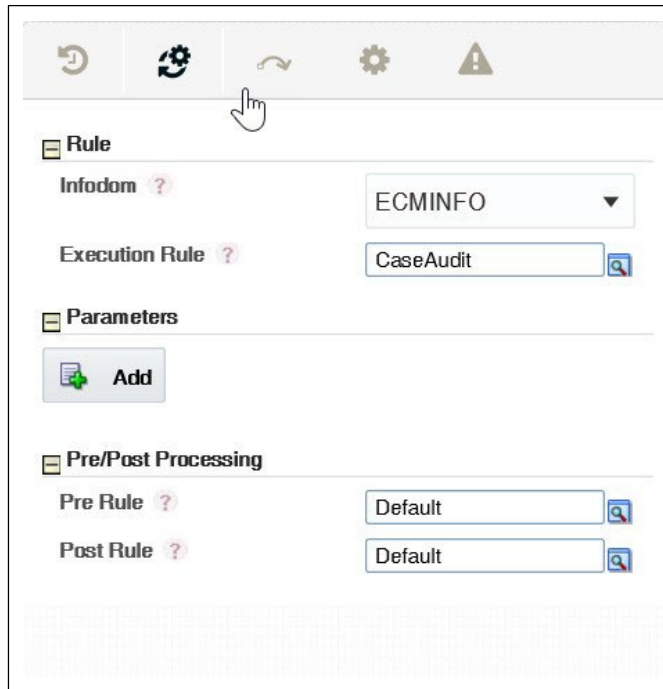 Rule
Infodom ?
ECMINFO
Execution Rule ?
CaseAudit
Parameters
Add
Pre/Post Processing
Pre Rule ?
Default
Post Rule ?
Default